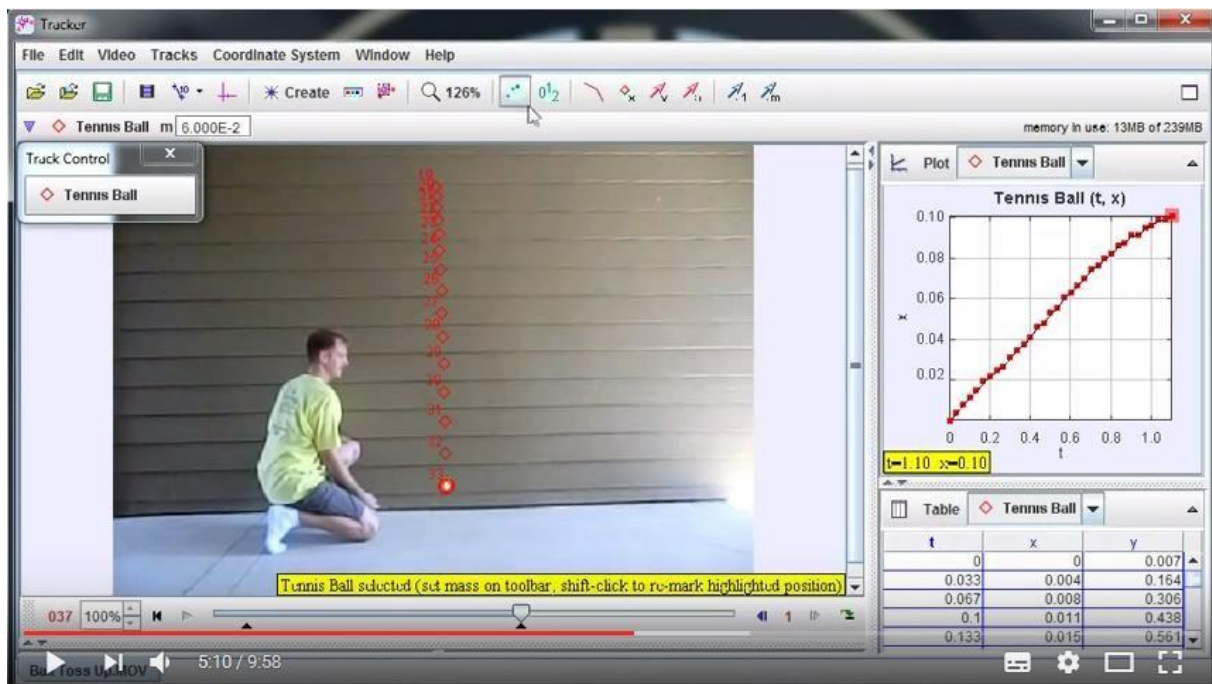 Tracker
File Edit Video Tracks Coordinate System Window Help
Create 126%
Tennis Ball m 6.000E-2
memory in use: 13MB of 239MB
Track Control x
Tennis Ball
Plot Tennis Ball
Tennis Ball (t, x)
0.10
0.06
x
0.04
0.02
0 0.2 0.4 0.6 0.8 1.0
t
t=1.10 x=0.10
31
32
33
Tennis Ball selected (set mass on toolbar, shift-click to re-mark highlighted position)
Table Tennis Ball
t x y
0 0 0.007
0.033 0.004 0.164
0.067 0.008 0.306
0.1 0.011 0.438
0.133 0.015 0.561
037 100% 1
5:10 / 9:58
Ball Toss Up.MOV